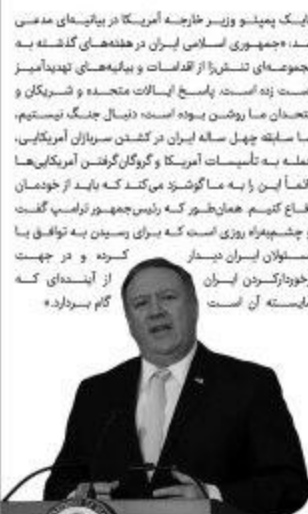 مایک پمپئو وزیر خارجه آمریکا در بیانیه‌ای مدعی
شد: «جمهوری اسلامی ایران در هفته‌های گذشته به
مجموعه‌ای تنش‌زا از اقدامات و بیانیه‌های تهدیدآمیز
دست زده است. پاسخ ایالات متحده و شریکان و
متحدان ما روشن بوده است: دنبال جنگ نیستیم،
اما سابقه چهل ساله ایران در کشتن سربازان آمریکایی،
حمله به تأسیسات آمریکا و گروگان‌گرفتن آمریکایی‌ها
دائماً این را به ما گوشزد می‌کند که باید از خودمان
دفاع کنیم. همان‌طور که رئیس‌جمهور ترامپ گفت
او چشم‌به‌راه روزی است که برای رسیدن به توافق با
مسئولان ایران دیدار کرده و در جهت
برخوردارکردن ایران از آینده‌ای که
شایسته آن است گام بردارد.»